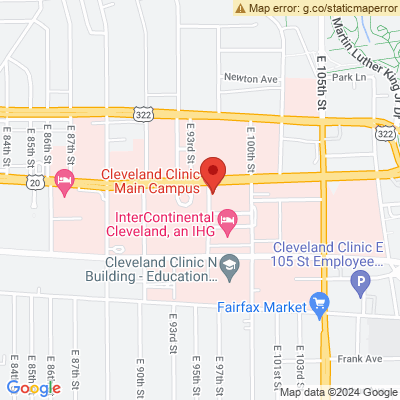 Map error: g.co/staticmaperror
Martin Luther King Jr Dr
E 105th St
Newton Ave
Park Ln
322
322
E 84th St
E 85th St
E 86th St
E 87th St
E 93rd St
E 100th St
Cleveland Clinic
Main Campus
20
InterContinental
Cleveland, an IHG
Cleveland Clinic N
Building - Education...
Cleveland Clinic E
105 St Employee...
P
Fairfax Market
E 93rd St
E 84th St
E 85th St
E 86th St
E 87th St
E 90th St
E 95th St
E 97th St
E 101st St
E 103rd St
Frank Ave
Google
Map data ©2024 Google